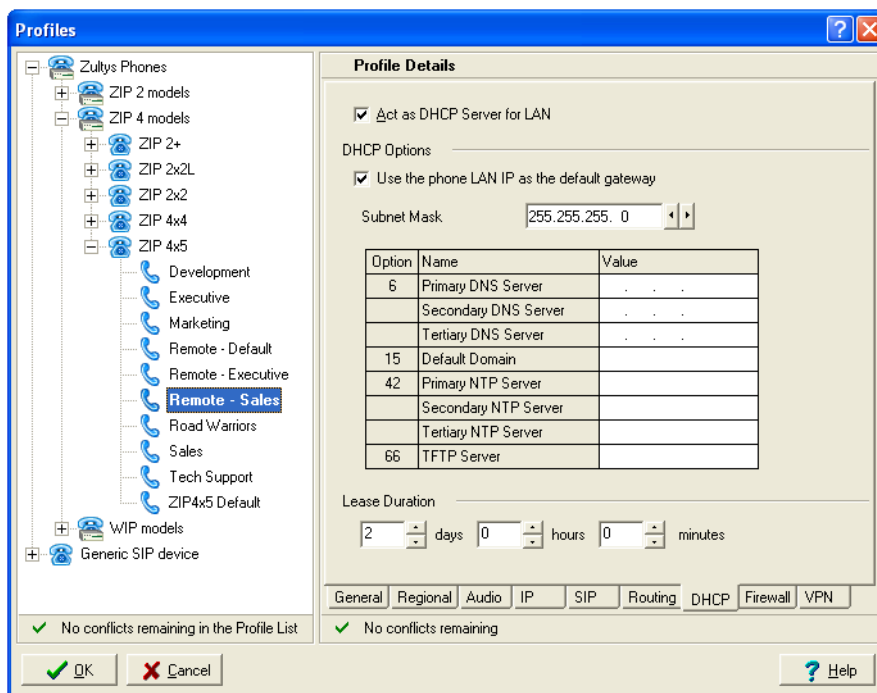 Profiles
Zultys Phones
ZIP 2 models
ZIP 4 models
ZIP 2+
ZIP 2x2L
ZIP 2x2
ZIP 4x4
ZIP 4x5
Development
Executive
Marketing
Remote - Default
Remote - Executive
Remote - Sales
Road Warriors
Sales
Tech Support
ZIP4x5 Default
WIP models
Generic SIP device
No conflicts remaining in the Profile List
Profile Details
Act as DHCP Server for LAN
DHCP Options
Use the phone LAN IP as the default gateway
Subnet Mask 255.255.255. 0
Option Name Value
6 Primary DNS Server . . .
Secondary DNS Server . . .
Tertiary DNS Server . . .
15 Default Domain
42 Primary NTP Server
Secondary NTP Server
Tertiary NTP Server
66 TFTP Server
Lease Duration
2 days 0 hours 0 minutes
General Regional Audio IP SIP Routing DHCP Firewall VPN
No conflicts remaining
OK Cancel ? Help